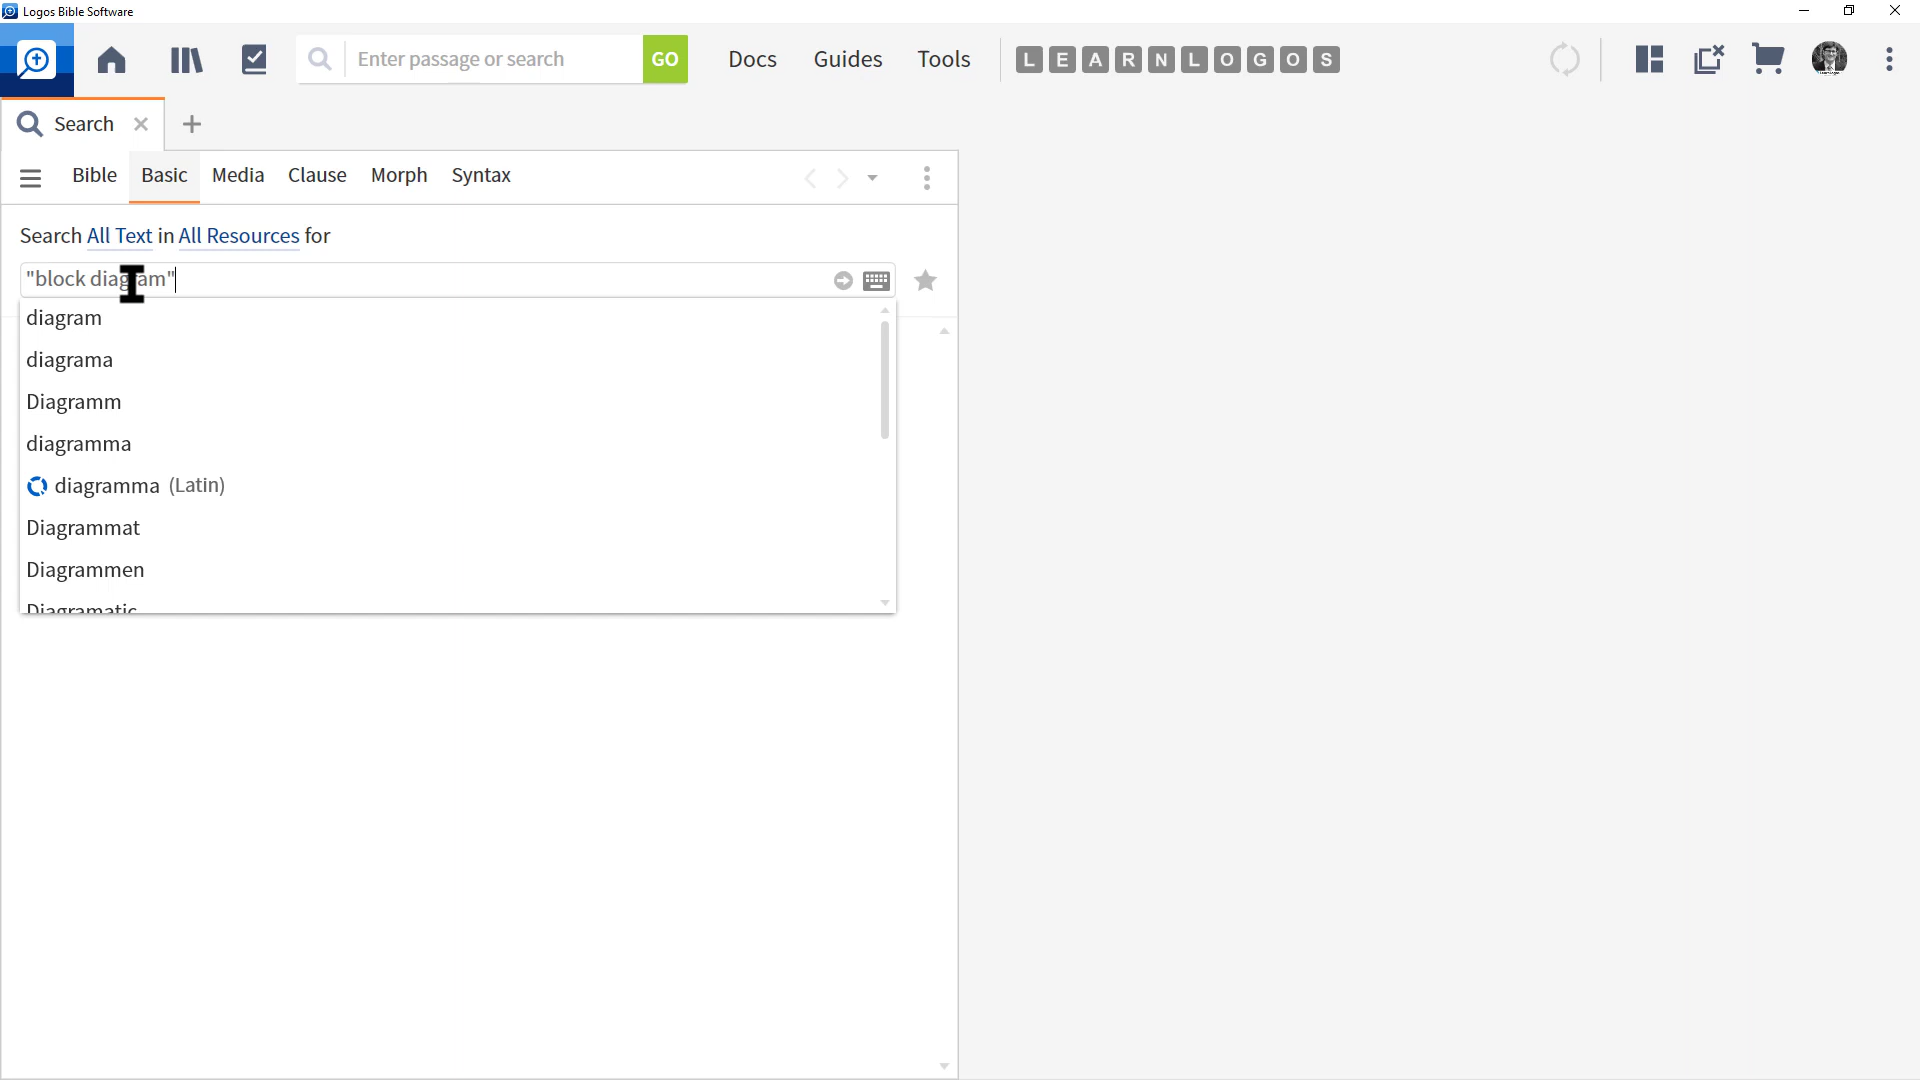 Logos Bible Software
Enter passage or search GO Docs Guides Tools L E A R N L O G O S
Search
Bible Basic Media Clause Morph Syntax
Search All Text in All Resources for
"block diagram"
diagram
diagrama
Diagramm
diagramma
diagramma (Latin)
Diagrammat
Diagrammen
Diagramatic